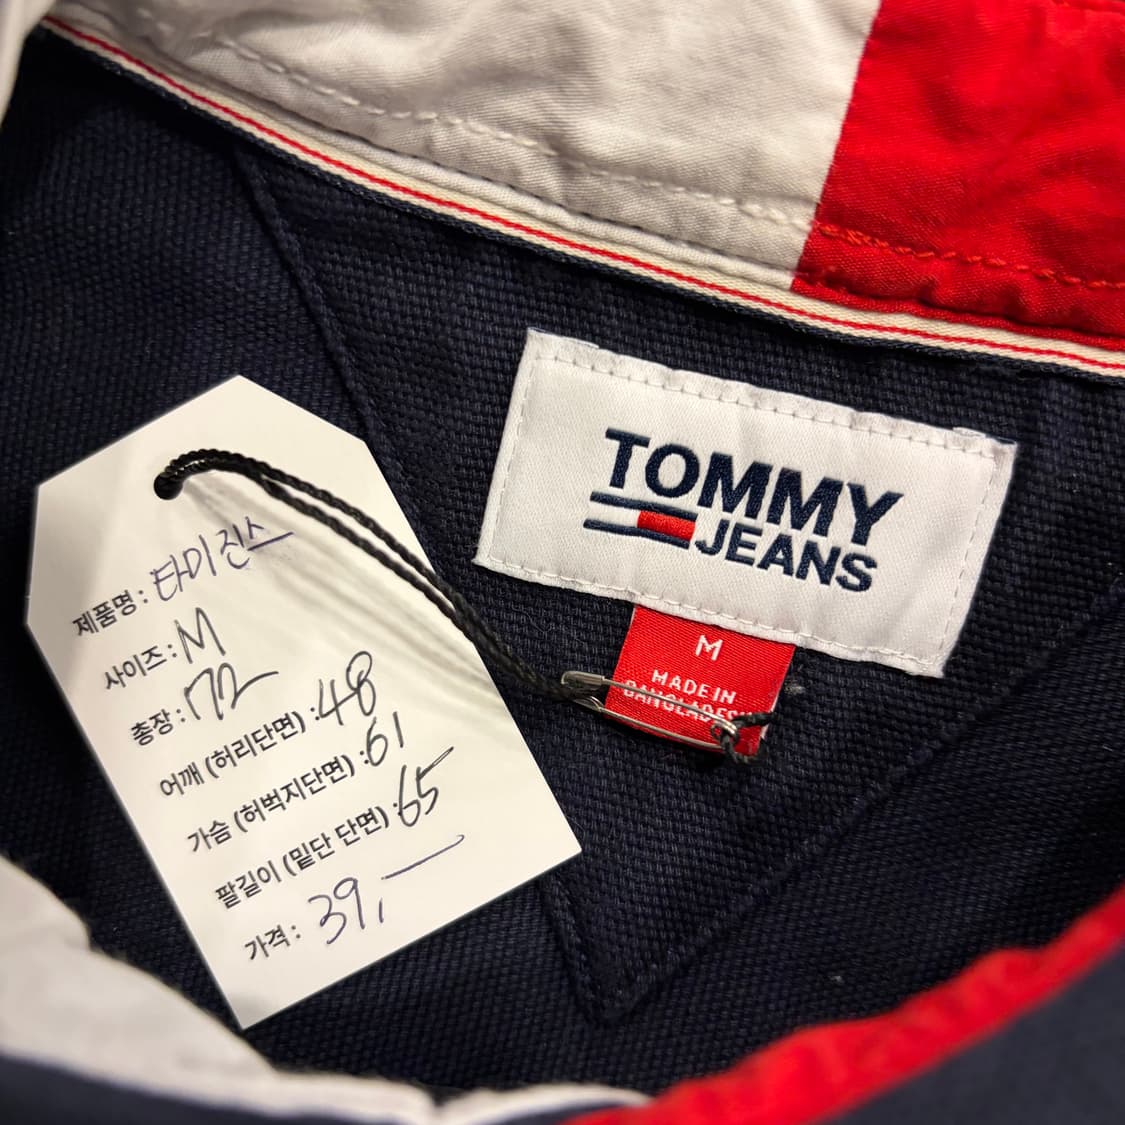 제품명: 타미진스
사이즈: M
총장: 72
어깨 (허리단면) : 48
가슴 (허벅지단면) : 61
팔길이 (밑단 단면) : 65
가격: 39,-
TOMMY
JEANS
M
MADE IN
BANGLADESH